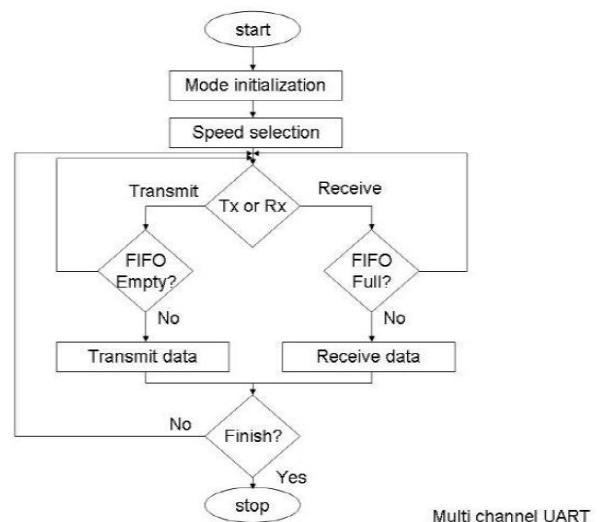 start
Mode initialization
Speed selection
Transmit
Receive
Tx or Rx
FIFO
Empty?
FIFO
Full?
No
No
Transmit data
Receive data
No
Finish?
Yes
stop
Multi channel UART